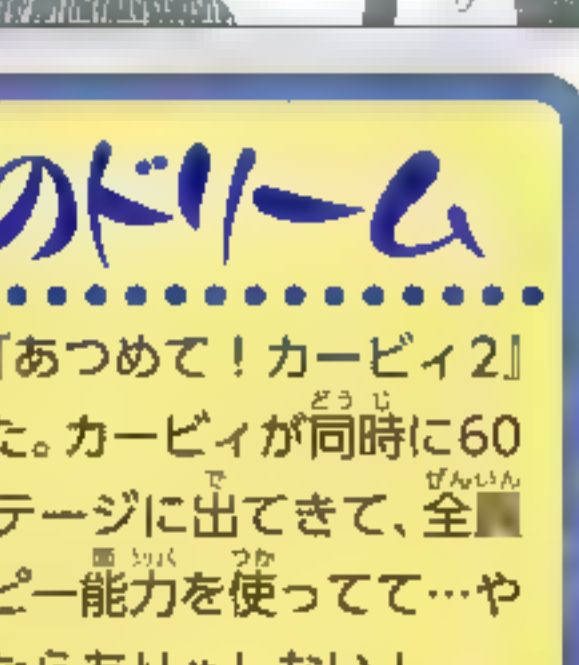 のドリーム
『あつめて！カービィ2』
た。カービィが同時に60
テージに出てきて、全
ピー能力を使ってて…や